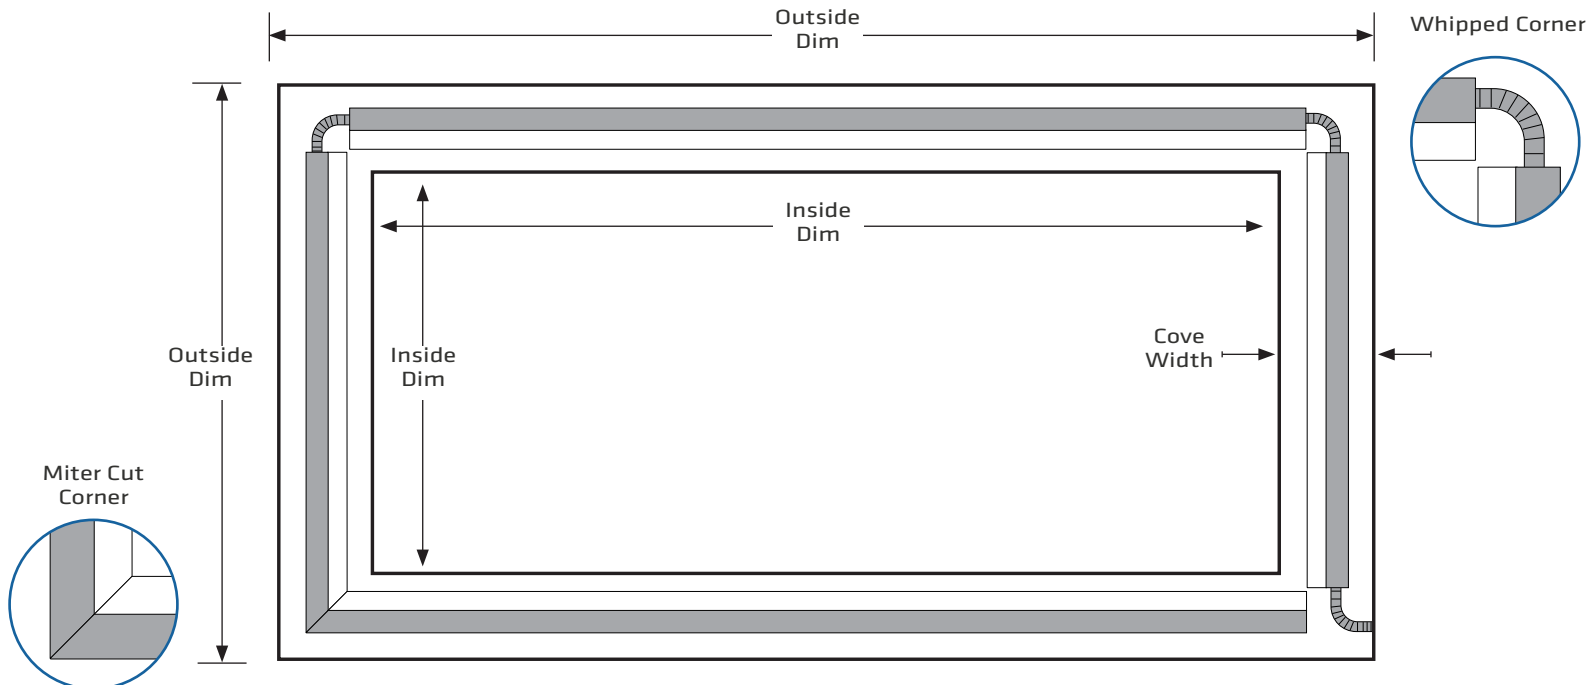 Outside
Dim
Whipped Corner
Inside
Dim
Outside
Dim
Inside
Dim
Cove
Width
Miter Cut
Corner